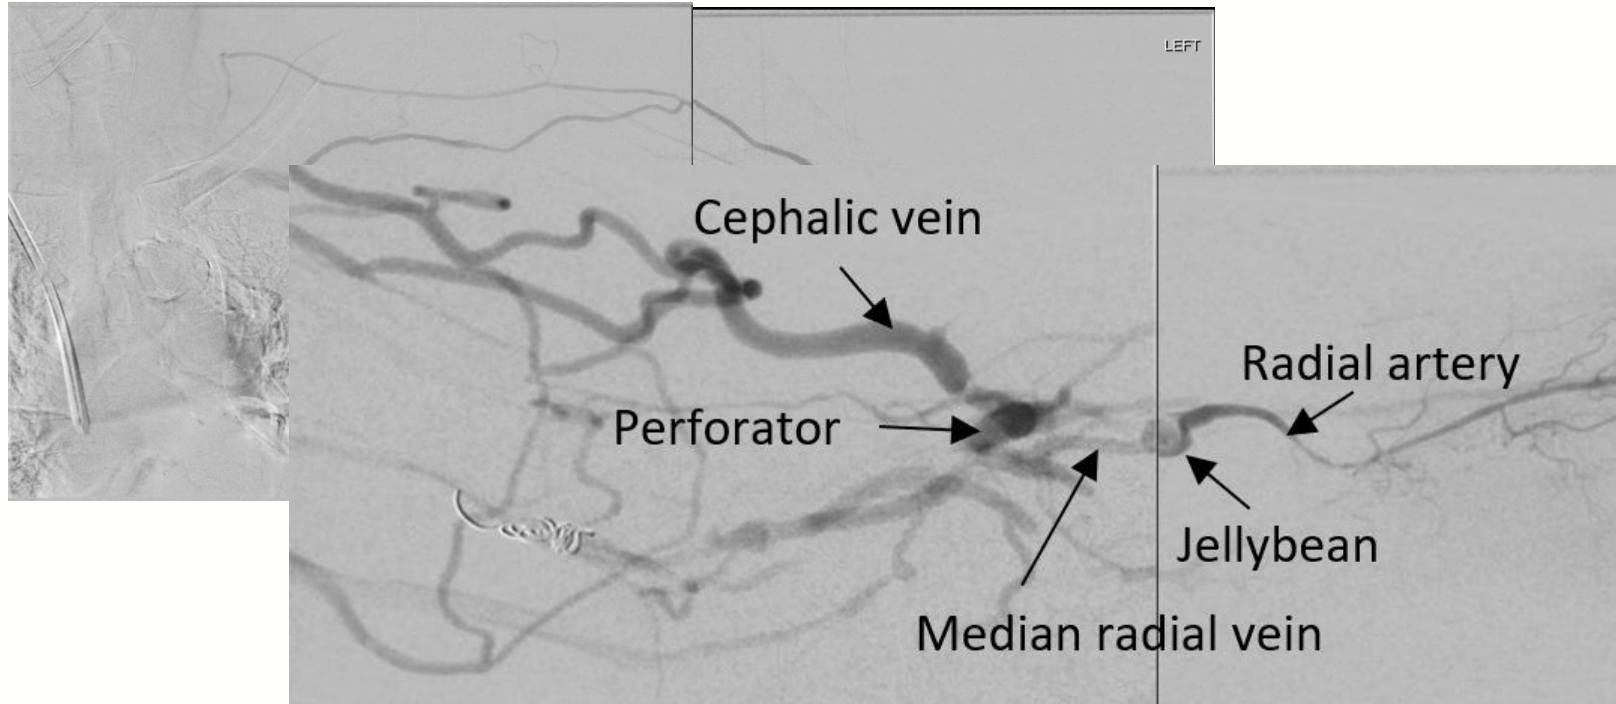 LEFT
Cephalic vein
Radial artery
Perforator
Jellybean
Median radial vein